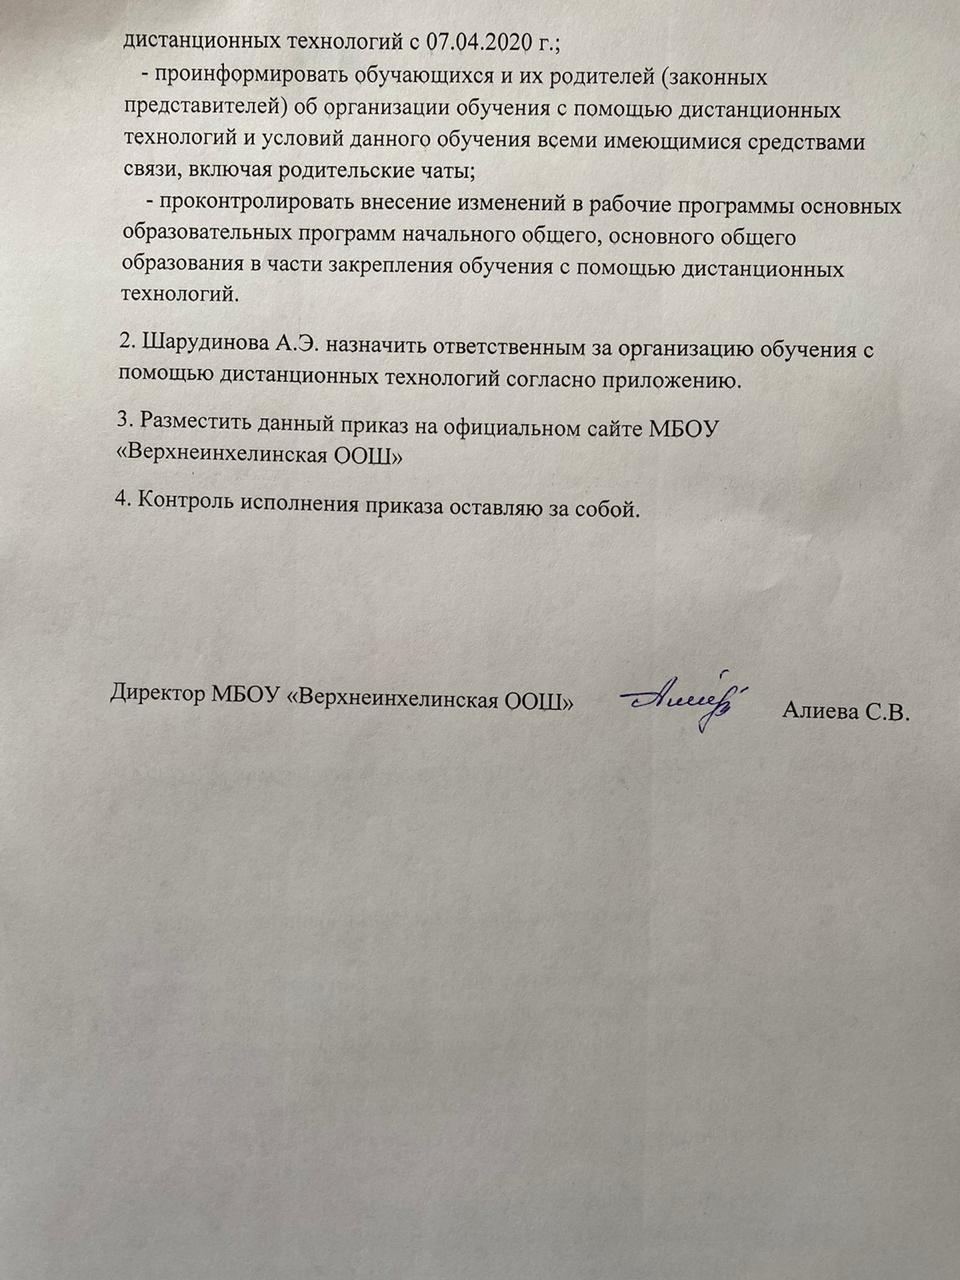 дистанционных технологий с 07.04.2020 г.;
- проинформировать обучающихся и их родителей (законных
представителей) об организации обучения с помощью дистанционных
технологий и условий данного обучения всеми имеющимися средствами
связи, включая родительские чаты;
- проконтролировать внесение изменений в рабочие программы основных
образовательных программ начального общего, основного общего
образования в части закрепления обучения с помощью дистанционных
технологий.
2. Шарудинова А.Э. назначить ответственным за организацию обучения с
помощью дистанционных технологий согласно приложению.
3. Разместить данный приказ на официальном сайте МБОУ
«Верхнеинхелинская ООШ»
4. Контроль исполнения приказа оставляю за собой.
Директор МБОУ «Верхнеинхелинская ООШ» Алиева С.В.